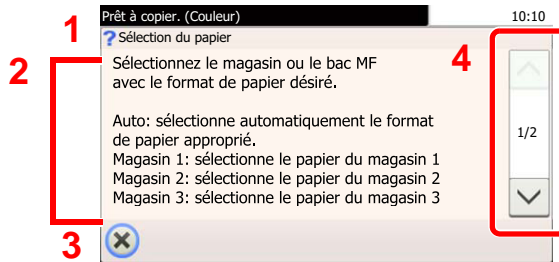 Prêt à copier. (Couleur) 10:10
1
?Sélection du papier
2
Sélectionnez le magasin ou le bac MF
avec le format de papier désiré.
4
Auto: sélectionne automatiquement le format
de papier approprié.
1/2
Magasin 1: sélectionne le papier du magasin 1
Magasin 2: sélectionne le papier du magasin 2
Magasin 3: sélectionne le papier du magasin 3
3